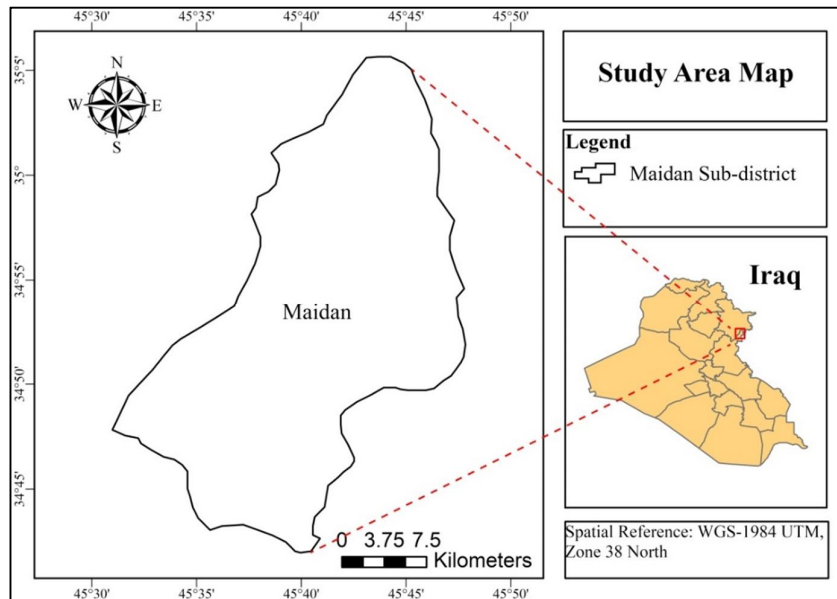 45°30' 45°35' 45°40' 45°45' 45°50'
35°5'
35°
34°55'
34°50'
34°45'
N
W E
S
Maidan
0 3.75 7.5
Kilometers
45°30' 45°35' 45°40' 45°45' 45°50'
Study Area Map
Legend
Maidan Sub-district
Iraq
Spatial Reference: WGS-1984 UTM,
Zone 38 North